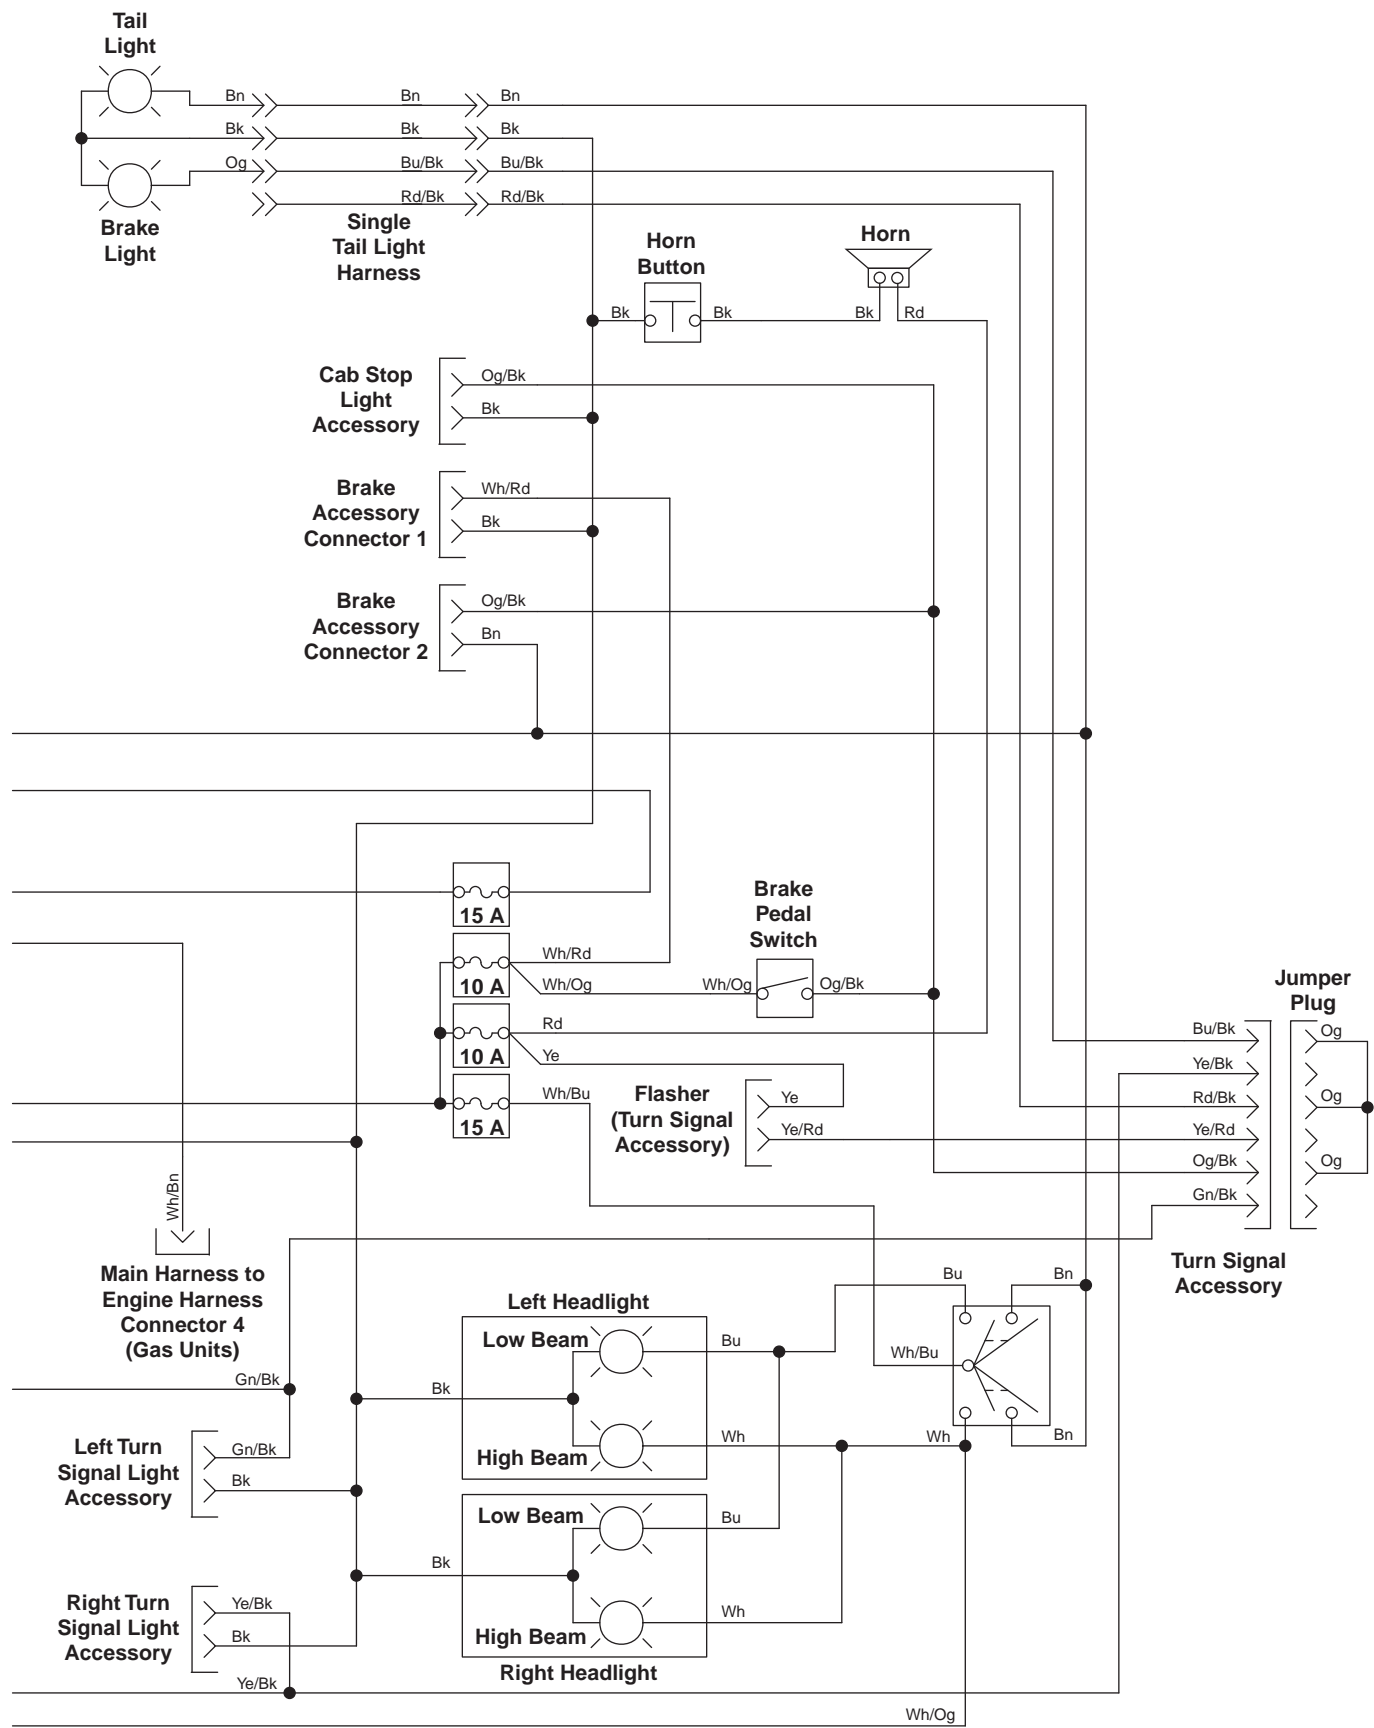 Tail
Light
Bn Bn Bn
Bk Bk Bk
Og Bu/Bk Bu/Bk
Rd/Bk Rd/Bk
Brake
Light
Single
Tail Light
Harness
Horn
Button
Horn
Bk Bk Bk Rd
Cab Stop
Light
Accessory
Og/Bk
Bk
Brake
Accessory
Connector 1
Wh/Rd
Bk
Brake
Accessory
Connector 2
Og/Bk
Bn
15 A
10 A
Wh/Rd
Wh/Og Wh/Og Og/Bk
Brake
Pedal
Switch
10 A
Rd
Ye
15 A
Wh/Bu
Flasher
(Turn Signal
Accessory)
Ye
Ye/Rd
Jumper
Plug
Bu/Bk Og
Ye/Bk
Rd/Bk Og
Ye/Rd
Og/Bk Og
Gn/Bk
Turn Signal
Accessory
Wh/Bn
Main Harness to
Engine Harness
Connector 4
(Gas Units)
Gn/Bk
Left Turn
Signal Light
Accessory
Gn/Bk
Bk
Right Turn
Signal Light
Accessory
Ye/Bk
Bk
Ye/Bk
Left Headlight
Low Beam
Bu
Bk
High Beam
Wh
Low Beam
Bu
Bk
High Beam
Wh
Right Headlight
Bu Bn
Wh/Bu
Wh Bn
Wh/Og